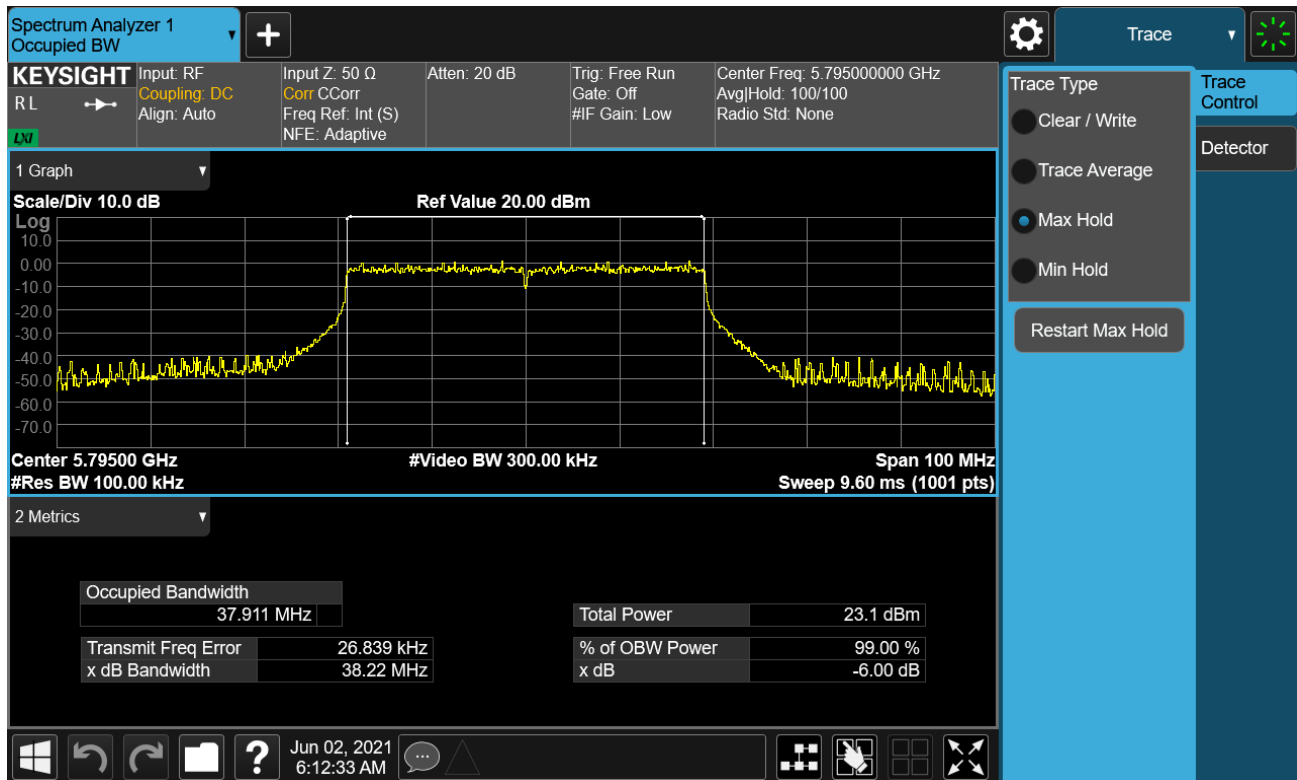 Spectrum Analyzer 1
Occupied BW
+
Trace
KEYSIGHT
R L
LXI
Input: RF
Coupling: DC
Align: Auto
Input Z: 50 Ω
Corr CCorr
Freq Ref: Int (S)
NFE: Adaptive
Atten: 20 dB
Trig: Free Run
Gate: Off
#IF Gain: Low
Center Freq: 5.795000000 GHz
Avg|Hold: 100/100
Radio Std: None
1 Graph
Scale/Div 10.0 dB
Ref Value 20.00 dBm
Log
10.0
0.00
-10.0
-20.0
-30.0
-40.0
-50.0
-60.0
-70.0
Center 5.79500 GHz
#Video BW 300.00 kHz
Span 100 MHz
#Res BW 100.00 kHz
Sweep 9.60 ms (1001 pts)
2 Metrics
Occupied Bandwidth
37.911 MHz
Total Power 23.1 dBm
Transmit Freq Error 26.839 kHz
% of OBW Power 99.00 %
x dB Bandwidth 38.22 MHz
x dB -6.00 dB
Trace Type
Clear / Write
Trace Average
Max Hold
Min Hold
Restart Max Hold
Trace
Control
Detector
?
Jun 02, 2021
6:12:33 AM